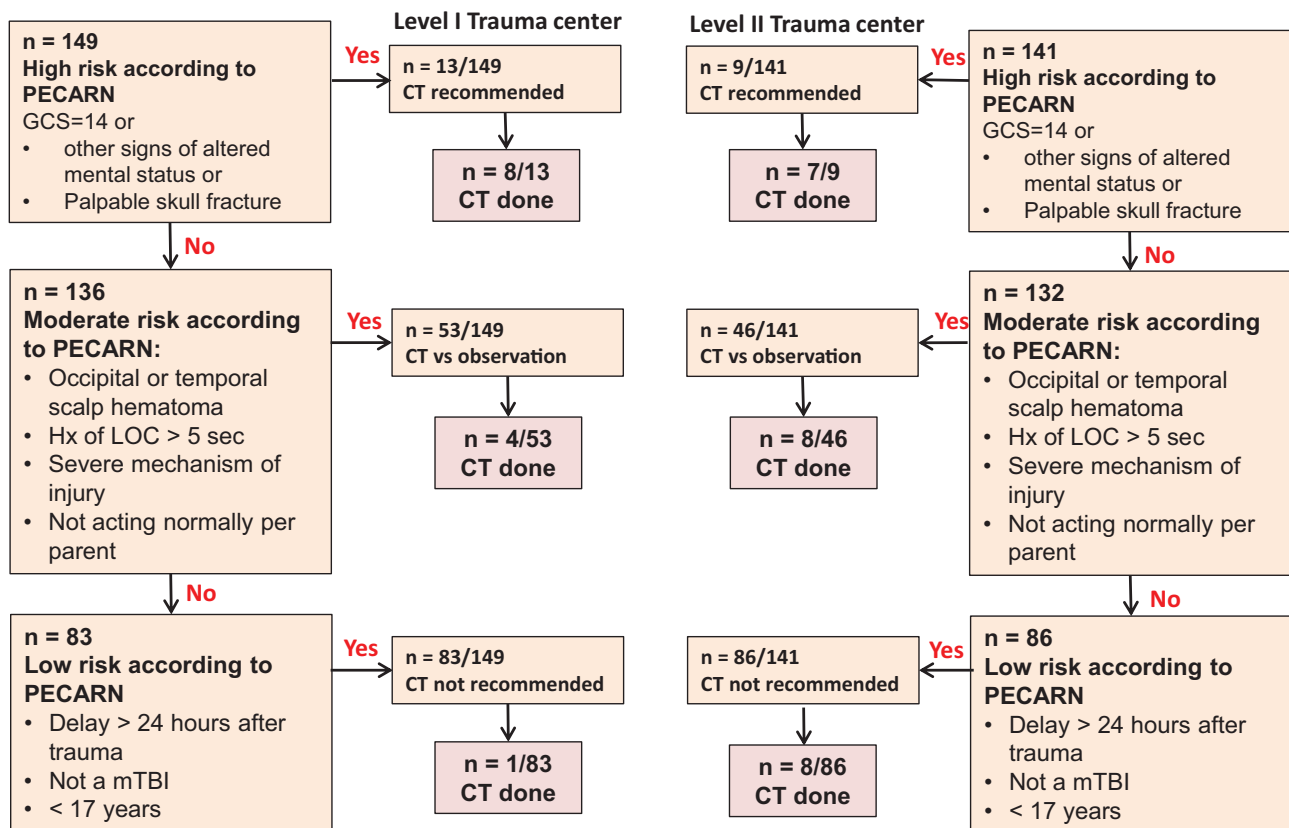 Level I Trauma center
Level II Trauma center
n = 149
High risk according to
PECARN
GCS=14 or
• other signs of altered
mental status or
• Palpable skull fracture
Yes
n = 13/149
CT recommended
n = 8/13
CT done
No
n = 136
Moderate risk according
to PECARN:
• Occipital or temporal
scalp hematoma
• Hx of LOC > 5 sec
• Severe mechanism of
injury
• Not acting normally per
parent
Yes
n = 53/149
CT vs observation
n = 4/53
CT done
No
n = 83
Low risk according to
PECARN
• Delay > 24 hours after
trauma
• Not a mTBI
• < 17 years
Yes
n = 83/149
CT not recommended
n = 1/83
CT done
n = 141
High risk according to
PECARN
GCS=14 or
• other signs of altered
mental status or
• Palpable skull fracture
Yes
n = 9/141
CT recommended
n = 7/9
CT done
No
n = 132
Moderate risk according
to PECARN:
• Occipital or temporal
scalp hematoma
• Hx of LOC > 5 sec
• Severe mechanism of
injury
• Not acting normally per
parent
Yes
n = 46/141
CT vs observation
n = 8/46
CT done
No
n = 86
Low risk according to
PECARN
• Delay > 24 hours after
trauma
• Not a mTBI
• < 17 years
Yes
n = 86/141
CT not recommended
n = 8/86
CT done